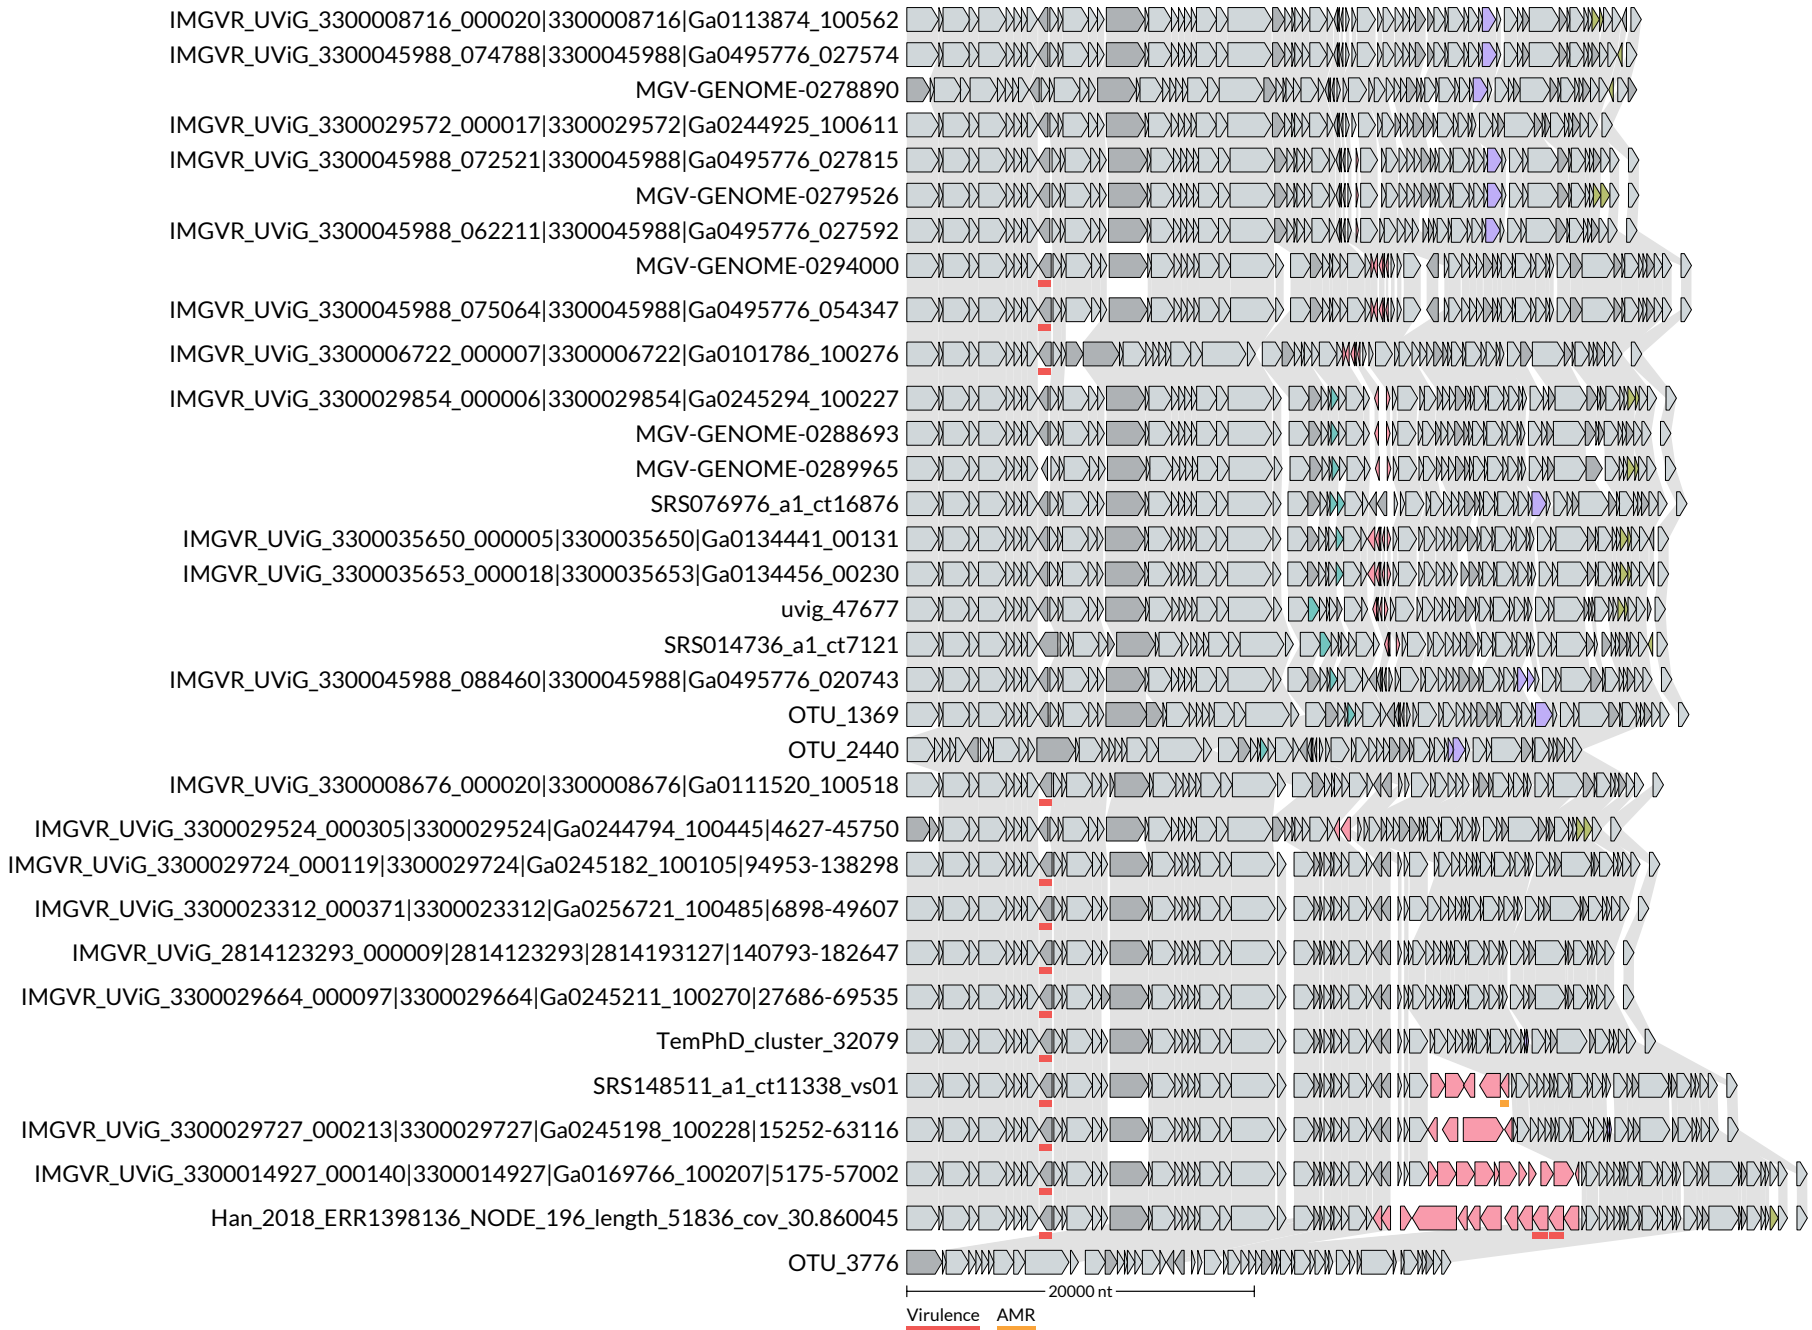 IMGVR_UViG_3300008716_000020|3300008716|Ga0113874_100562
IMGVR_UViG_3300045988_074788|3300045988|Ga0495776_027574
MGV-GENOME-0278890
IMGVR_UViG_3300029572_000017|3300029572|Ga0244925_100611
IMGVR_UViG_3300045988_072521|3300045988|Ga0495776_027815
MGV-GENOME-0279526
IMGVR_UViG_3300045988_062211|3300045988|Ga0495776_027592
MGV-GENOME-0294000
IMGVR_UViG_3300045988_075064|3300045988|Ga0495776_054347
IMGVR_UViG_3300006722_000007|3300006722|Ga0101786_100276
IMGVR_UViG_3300029854_000006|3300029854|Ga0245294_100227
MGV-GENOME-0288693
MGV-GENOME-0289965
SRS076976_a1_ct16876
IMGVR_UViG_3300035650_000005|3300035650|Ga0134441_00131
IMGVR_UViG_3300035653_000018|3300035653|Ga0134456_00230
uvig_47677
SRS014736_a1_ct7121
IMGVR_UViG_3300045988_088460|3300045988|Ga0495776_020743
OTU_1369
OTU_2440
IMGVR_UViG_3300008676_000020|3300008676|Ga0111520_100518
IMGVR_UViG_3300029524_000305|3300029524|Ga0244794_100445|4627-45750
IMGVR_UViG_3300029724_000119|3300029724|Ga0245182_100105|94953-138298
IMGVR_UViG_3300023312_000371|3300023312|Ga0256721_100485|6898-49607
IMGVR_UViG_2814123293_000009|2814123293|2814193127|140793-182647
IMGVR_UViG_3300029664_000097|3300029664|Ga0245211_100270|27686-69535
TemPhD_cluster_32079
SRS148511_a1_ct11338_vs01
IMGVR_UViG_3300029727_000213|3300029727|Ga0245198_100228|15252-63116
IMGVR_UViG_3300014927_000140|3300014927|Ga0169766_100207|5175-57002
Han_2018_ERR1398136_NODE_196_length_51836_cov_30.860045
OTU_3776
20000 nt
Virulence AMR